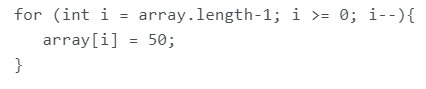 for (int i = array.length-1; i >= 0; i--){
   array[i] = 50;
}